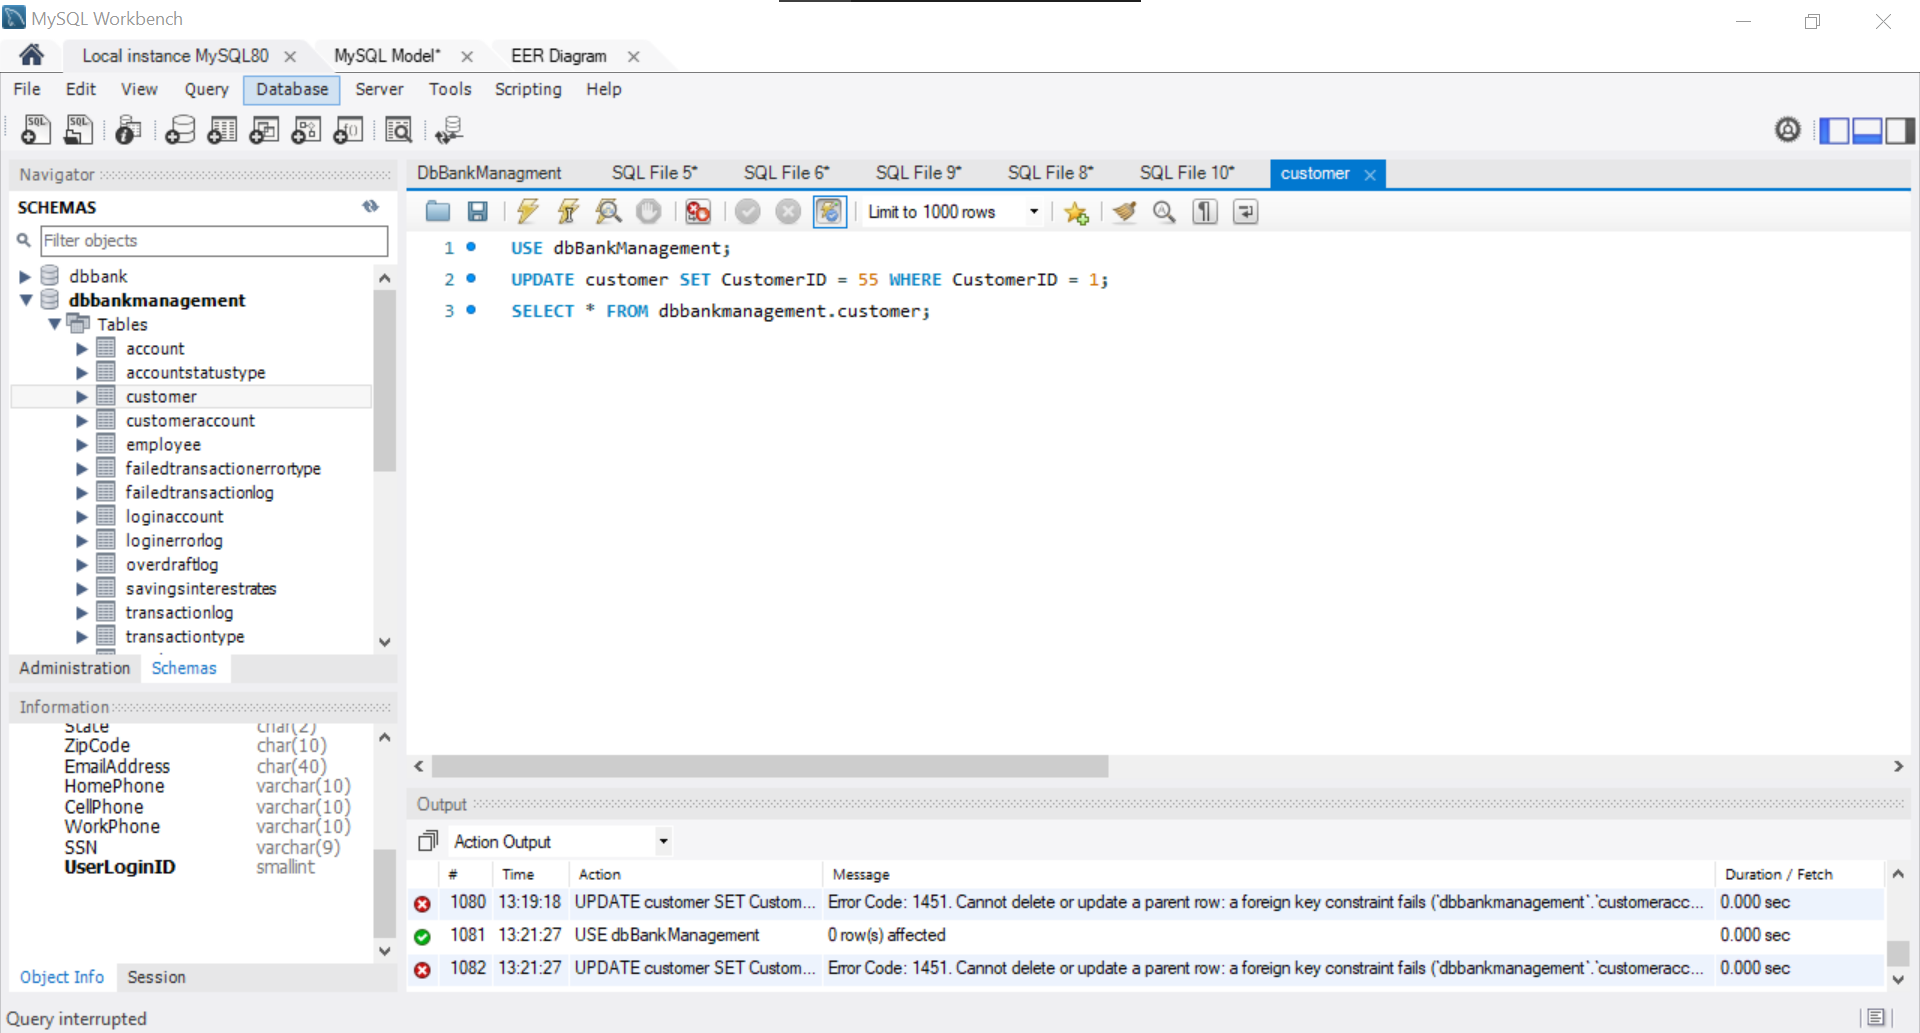 MySQL Workbench
Local instance MySQL80 MySQL Model* EER Diagram
File Edit View Query Database Server Tools Scripting Help
Navigator
SCHEMAS
Filter objects
dbbank
dbbankmanagement
Tables
account
accountstatustype
customer
customeraccount
employee
failedtransactionerrortype
failedtransactionlog
loginaccount
loginerrorlog
overdraftlog
savingsinterestrates
transactionlog
transactiontype
Administration Schemas
Information
State char(2)
ZipCode char(10)
EmailAddress char(40)
HomePhone varchar(10)
CellPhone varchar(10)
WorkPhone varchar(10)
SSN varchar(9)
UserLoginID smallint
Object Info Session
DbBankManagment SQL File 5* SQL File 6* SQL File 9* SQL File 8* SQL File 10* customer
Limit to 1000 rows
1 USE dbBankManagement;
2 UPDATE customer SET CustomerID = 55 WHERE CustomerID = 1;
3 SELECT * FROM dbbankmanagement.customer;
Output
Action Output
# Time Action Message Duration / Fetch
1080 13:19:18 UPDATE customer SET Custom... Error Code: 1451. Cannot delete or update a parent row: a foreign key constraint fails (`dbbankmanagement`.`customeracc... 0.000 sec
1081 13:21:27 USE dbBankManagement 0 row(s) affected 0.000 sec
1082 13:21:27 UPDATE customer SET Custom... Error Code: 1451. Cannot delete or update a parent row: a foreign key constraint fails (`dbbankmanagement`.`customeracc... 0.000 sec
Query interrupted